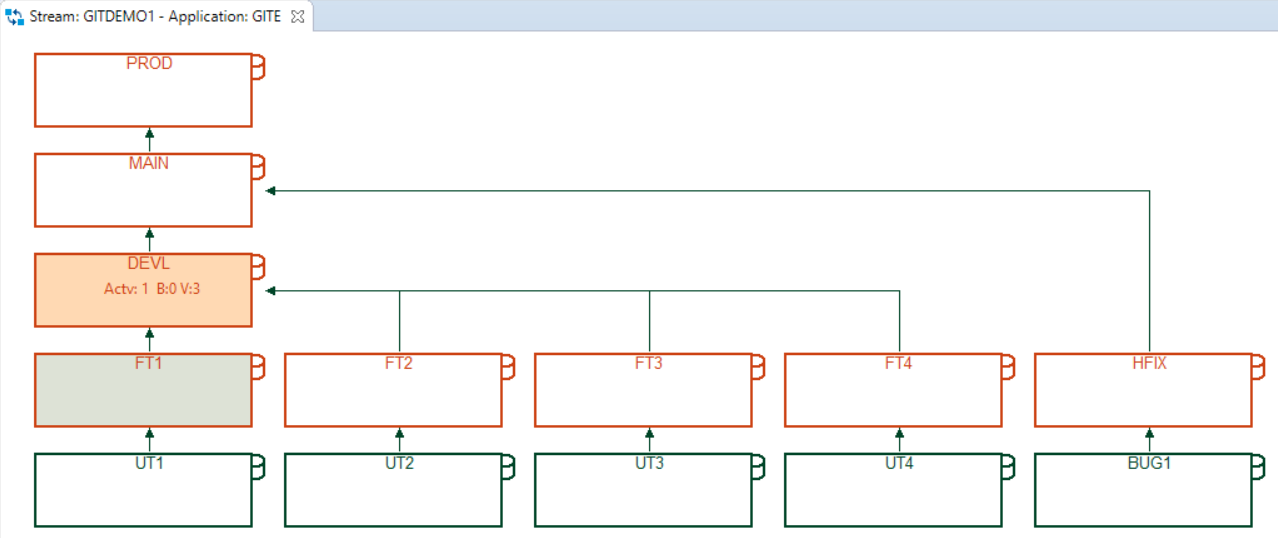 Stream: GITDEMO1 - Application: GITE
PROD
MAIN
DEVL
Actv: 1 B:0 V:3
FT1 FT2 FT3 FT4 HFIX
UT1 UT2 UT3 UT4 BUG1